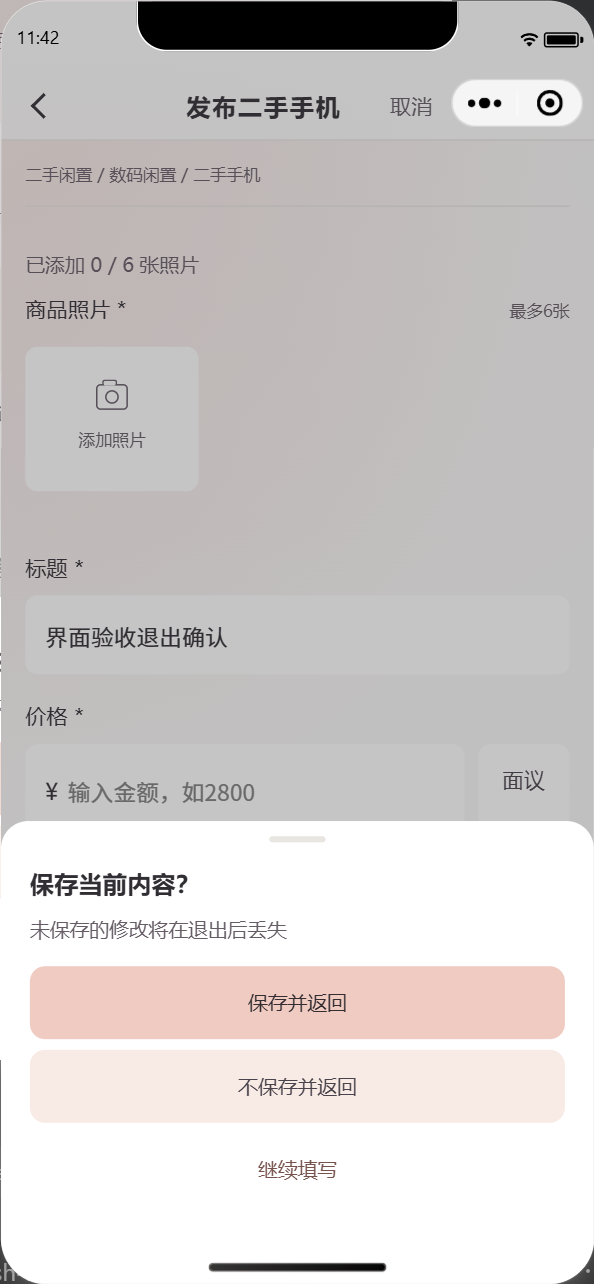 11:42
发布二手手机
取消
二手闲置 / 数码闲置 / 二手手机
已添加 0 / 6 张照片
商品照片 *
最多6张
添加照片
标题 *
界面验收退出确认
价格 *
¥ 输入金额，如2800
面议
保存当前内容？
未保存的修改将在退出后丢失
保存并返回
不保存并返回
继续填写